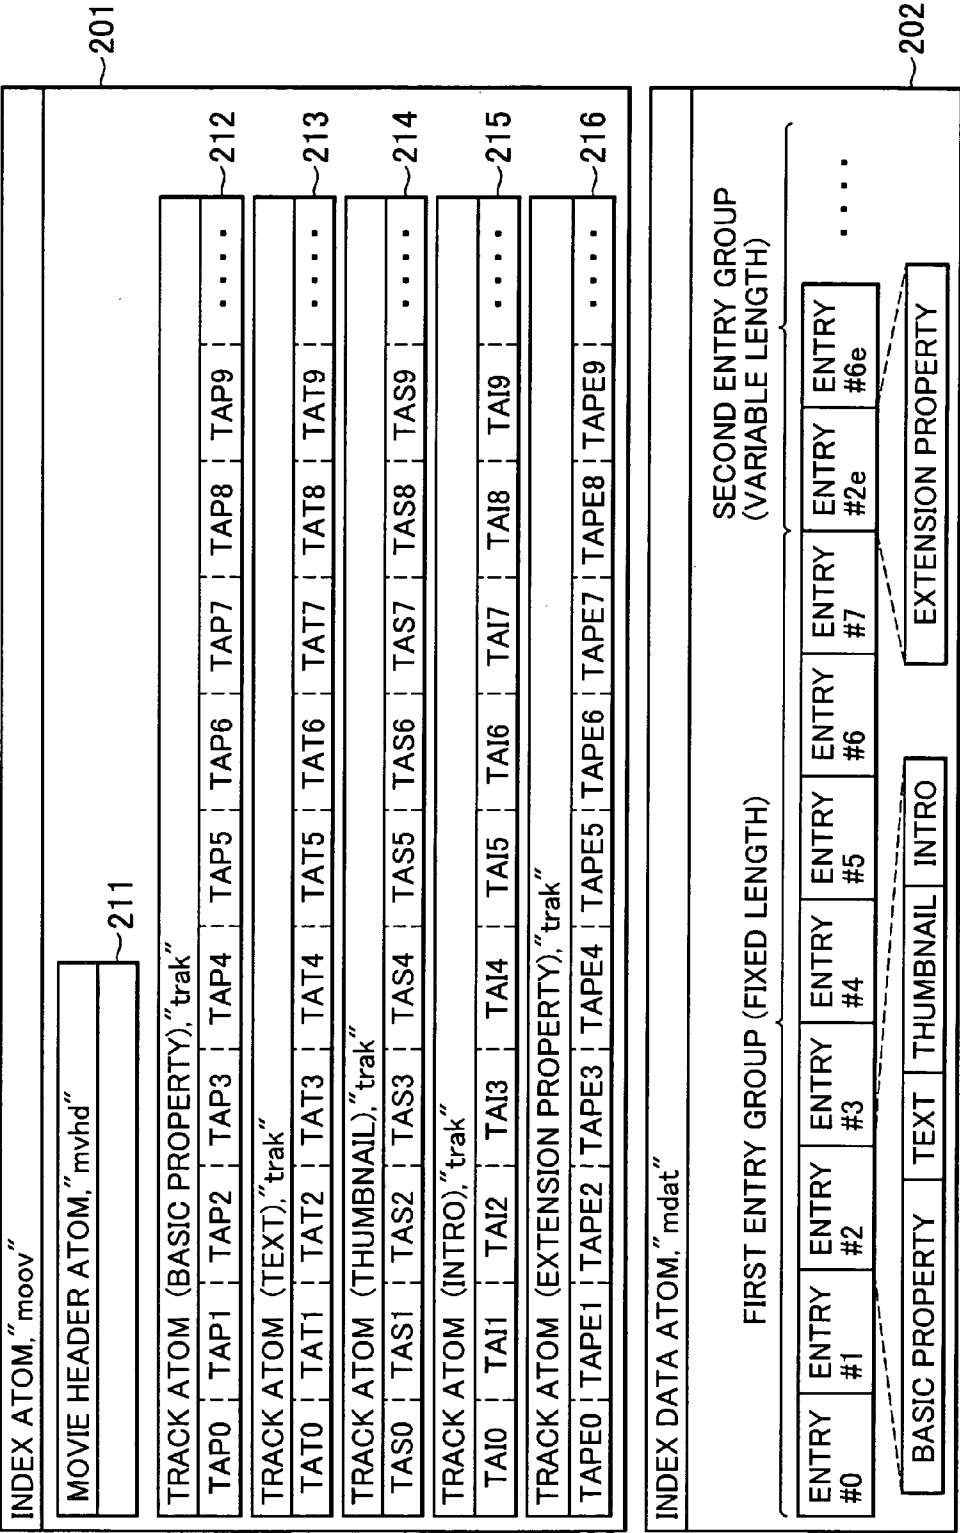 INDEX ATOM,"moov"
~201
MOVIE HEADER ATOM,"mvhd"
~211
TRACK ATOM (BASIC PROPERTY),"trak"
TAP0 TAP1 TAP2 TAP3 TAP4 TAP5 TAP6 TAP7 TAP8 TAP9 ....
~212
TRACK ATOM (TEXT),"trak"
TAT0 TAT1 TAT2 TAT3 TAT4 TAT5 TAT6 TAT7 TAT8 TAT9 ....
~213
TRACK ATOM (THUMBNAIL),"trak"
TAS0 TAS1 TAS2 TAS3 TAS4 TAS5 TAS6 TAS7 TAS8 TAS9 ....
~214
TRACK ATOM (INTRO),"trak"
TAI0 TAI1 TAI2 TAI3 TAI4 TAI5 TAI6 TAI7 TAI8 TAI9 ....
~215
TRACK ATOM (EXTENSION PROPERTY),"trak"
TAPE0 TAPE1 TAPE2 TAPE3 TAPE4 TAPE5 TAPE6 TAPE7 TAPE8 TAPE9 ....
~216
INDEX DATA ATOM,"mdat"
~202
FIRST ENTRY GROUP (FIXED LENGTH)
SECOND ENTRY GROUP
(VARIABLE LENGTH)
ENTRY ENTRY ENTRY ENTRY ENTRY ENTRY ENTRY ENTRY ENTRY ENTRY ....
#0 #1 #2 #3 #4 #5 #6 #7 #2e #6e
BASIC PROPERTY TEXT THUMBNAIL INTRO
EXTENSION PROPERTY